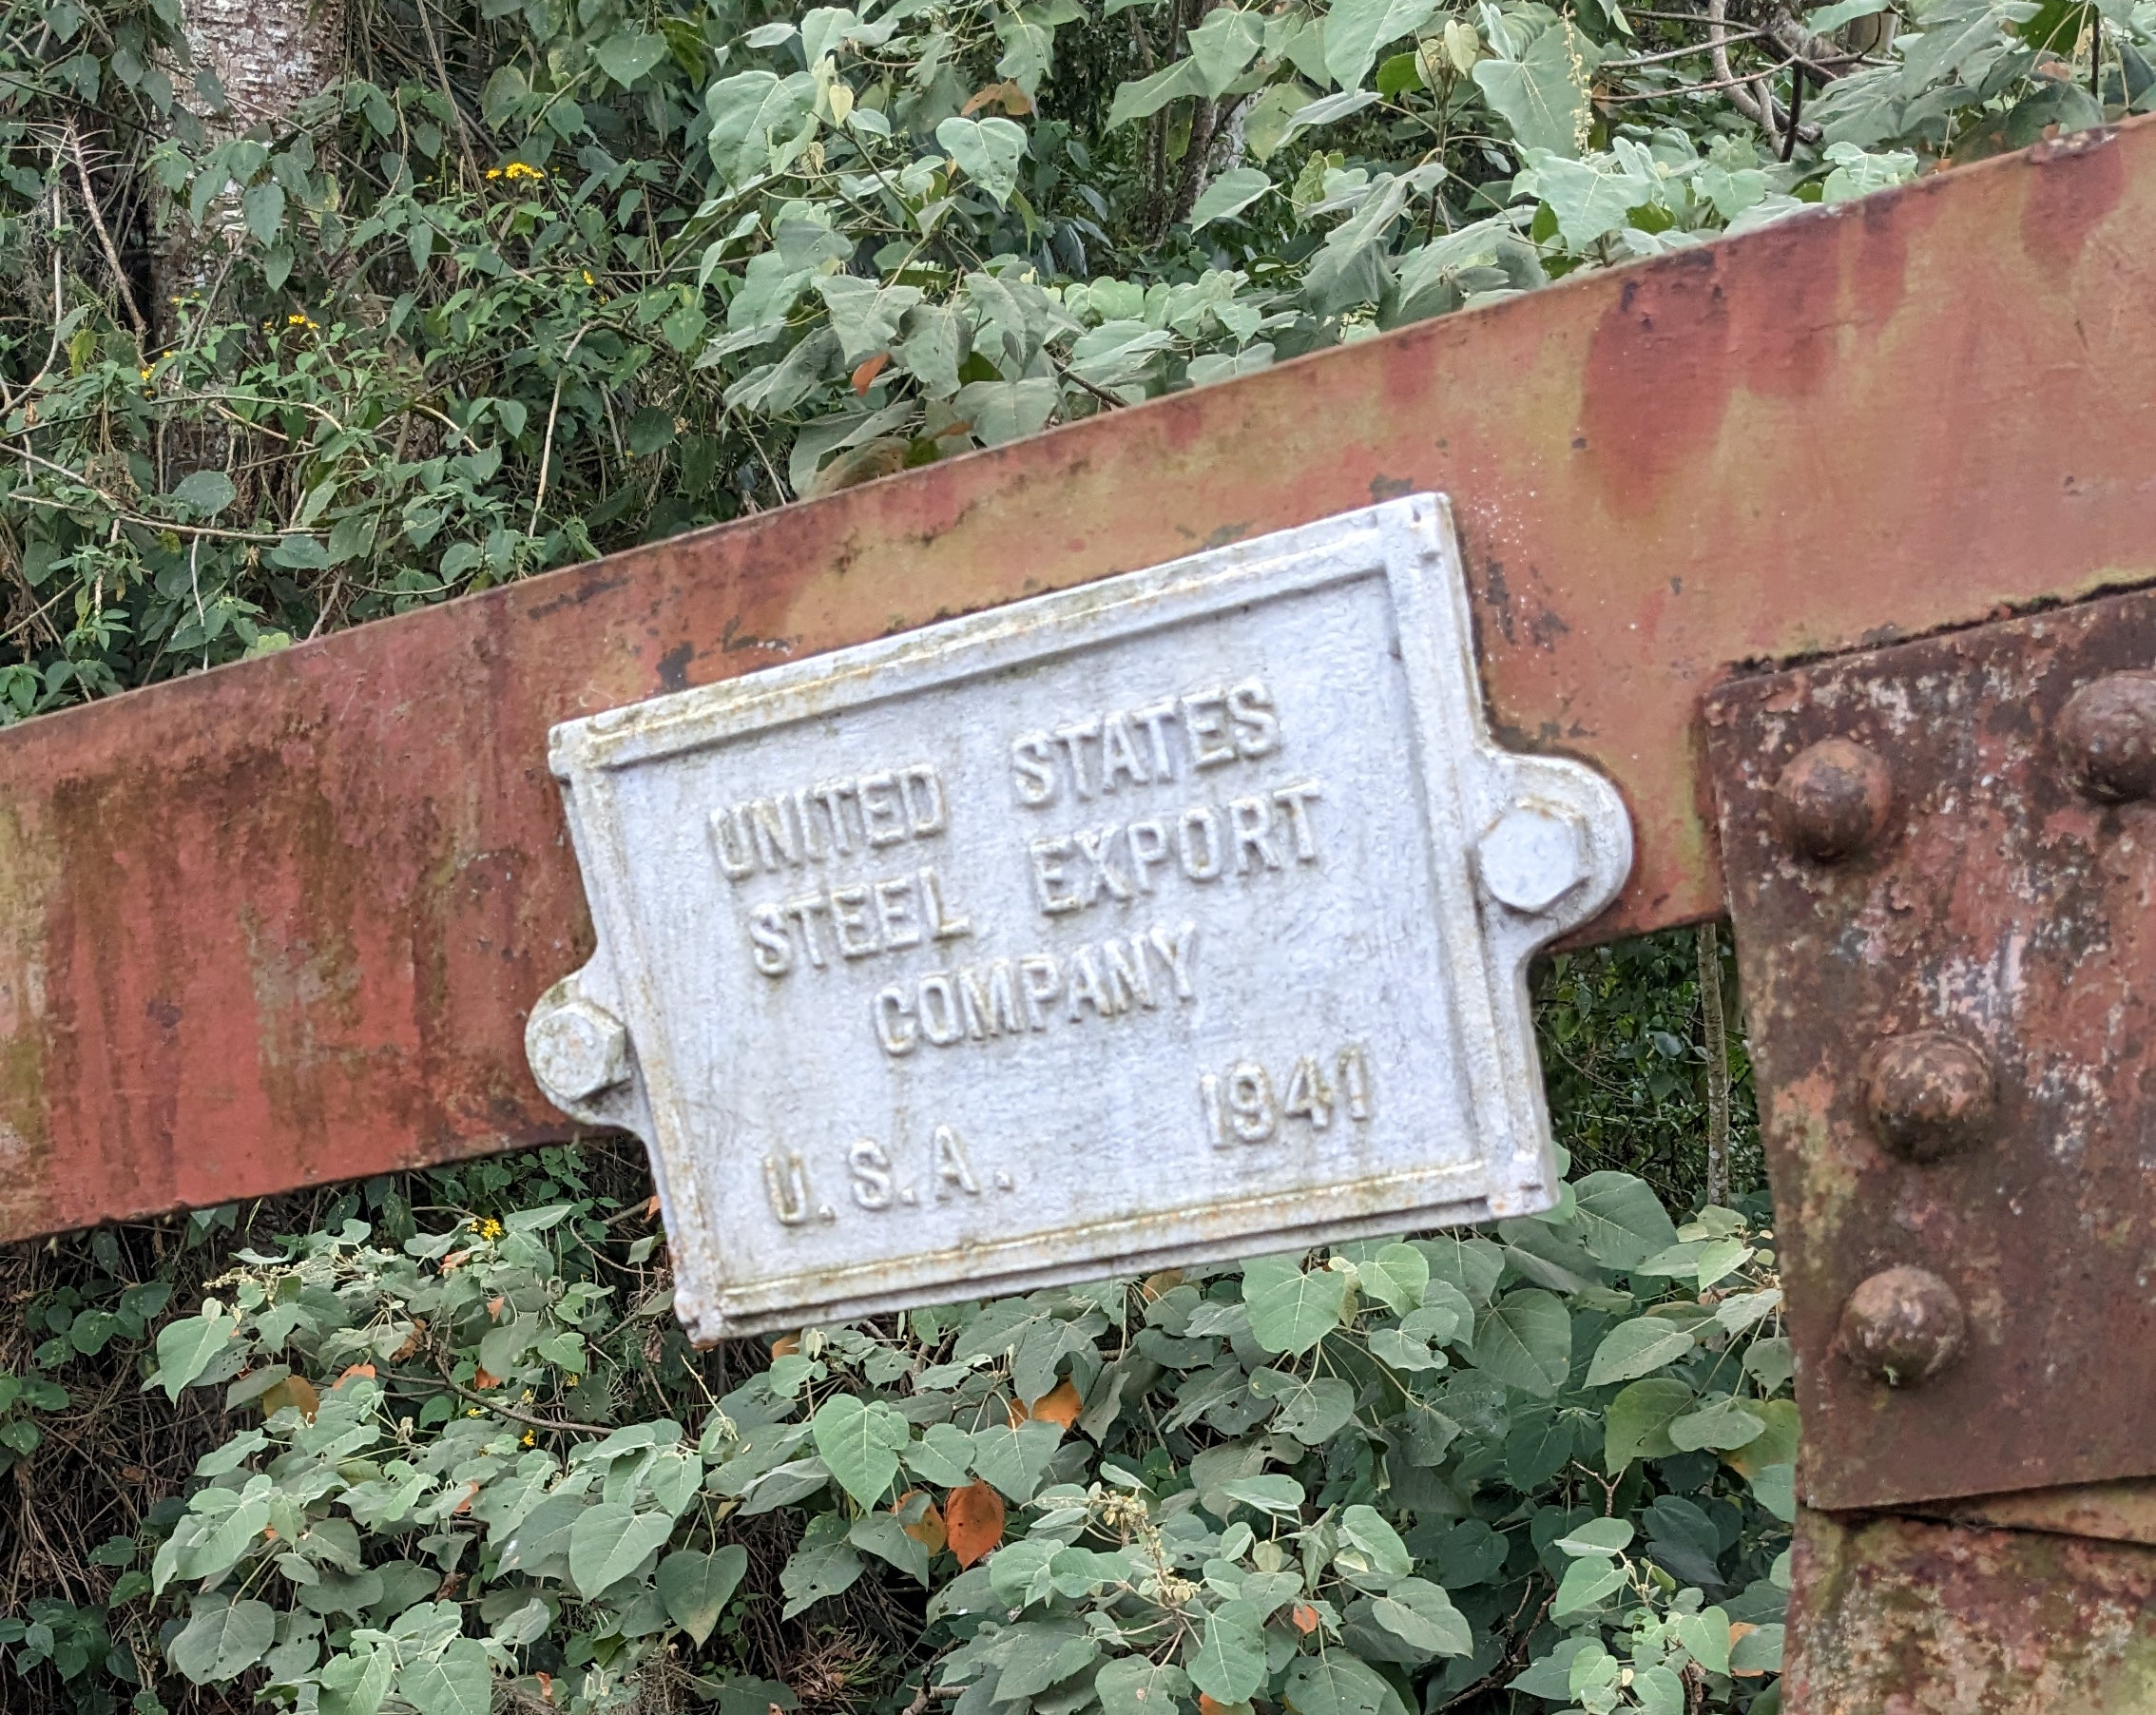 UNITED STATES
STEEL EXPORT
COMPANY
U.S.A. 1941